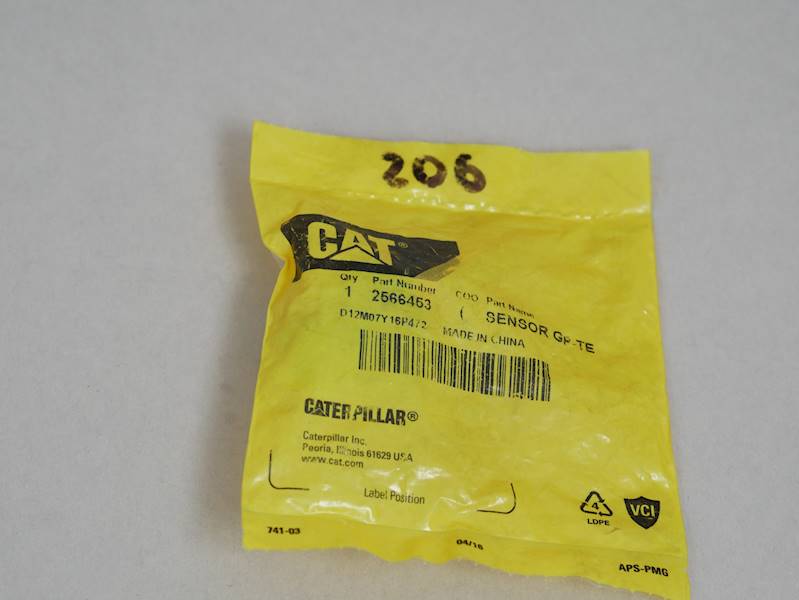 206
CAT®
Qty Part Number COO Part Name
1 2566453 ( SENSOR GP-TE
D12M07Y16P472 MADE IN CHINA
CATERPILLAR®
Caterpillar Inc.
Peoria, Illinois 61629 USA
www.cat.com
Label Position
4
LDPE
VCI
741-03
04/16
APS-PMG